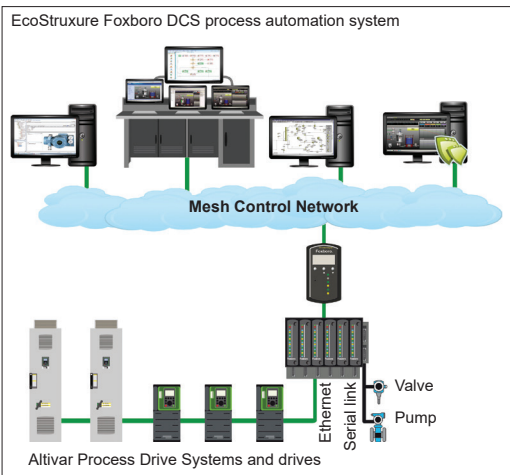 EcoStruxure Foxboro DCS process automation system
Mesh Control Network
Foxboro
Ethernet
Serial link
Valve
Pump
Altivar Process Drive Systems and drives